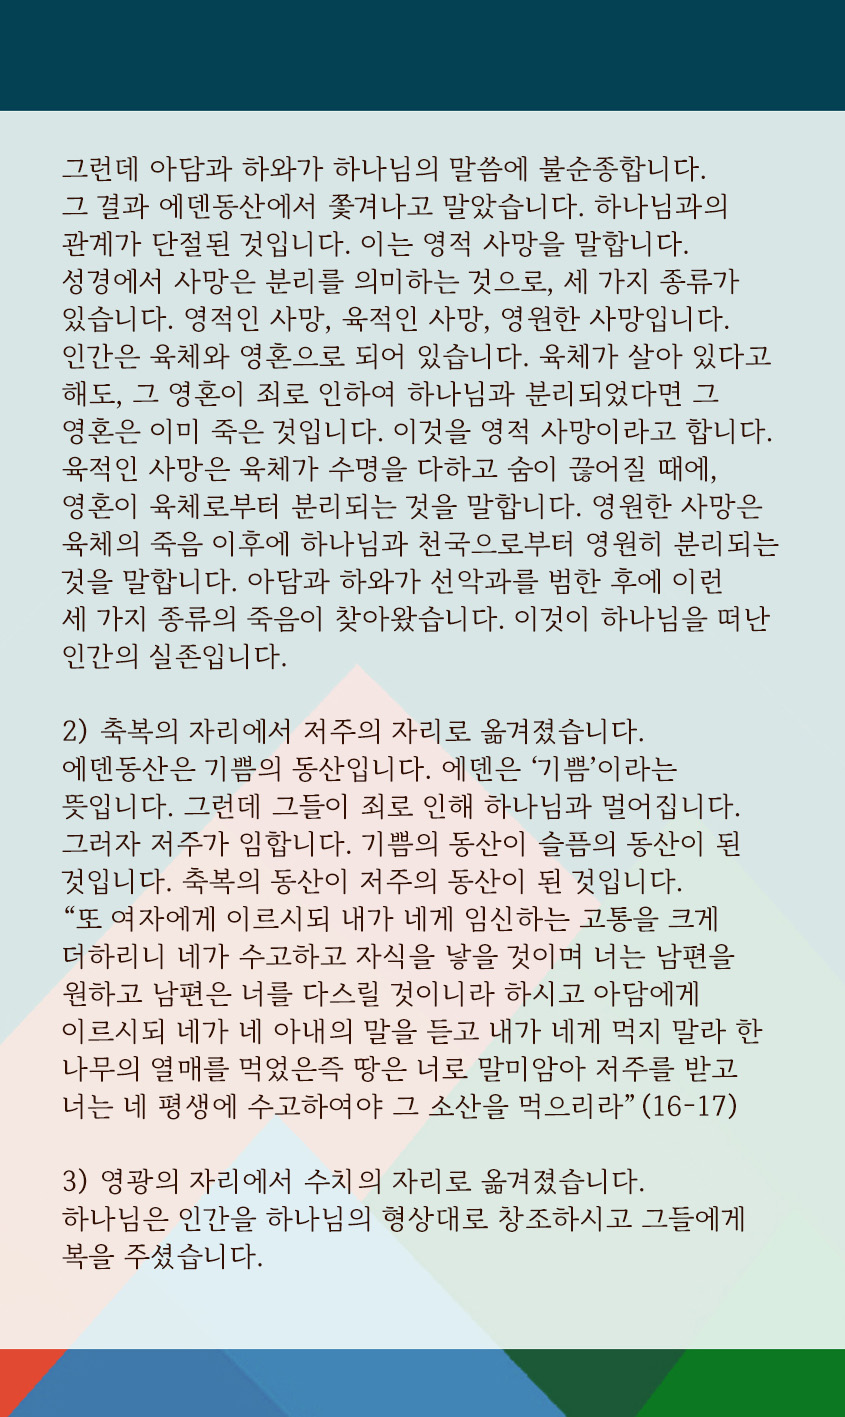 그런데 아담과 하와가 하나님의 말씀에 불순종합니다.
그 결과 에덴동산에서 쫓겨나고 말았습니다. 하나님과의
관계가 단절된 것입니다. 이는 영적 사망을 말합니다.
성경에서 사망은 분리를 의미하는 것으로, 세 가지 종류가
있습니다. 영적인 사망, 육적인 사망, 영원한 사망입니다.
인간은 육체와 영혼으로 되어 있습니다. 육체가 살아 있다고
해도, 그 영혼이 죄로 인하여 하나님과 분리되었다면 그
영혼은 이미 죽은 것입니다. 이것을 영적 사망이라고 합니다.
육적인 사망은 육체가 수명을 다하고 숨이 끊어질 때에,
영혼이 육체로부터 분리되는 것을 말합니다. 영원한 사망은
육체의 죽음 이후에 하나님과 천국으로부터 영원히 분리되는
것을 말합니다. 아담과 하와가 선악과를 범한 후에 이런
세 가지 종류의 죽음이 찾아왔습니다. 이것이 하나님을 떠난
인간의 실존입니다.
2) 축복의 자리에서 저주의 자리로 옮겨졌습니다.
에덴동산은 기쁨의 동산입니다. 에덴은 ‘기쁨’이라는
뜻입니다. 그런데 그들이 죄로 인해 하나님과 멀어집니다.
그러자 저주가 임합니다. 기쁨의 동산이 슬픔의 동산이 된
것입니다. 축복의 동산이 저주의 동산이 된 것입니다.
“또 여자에게 이르시되 내가 네게 임신하는 고통을 크게
더하리니 네가 수고하고 자식을 낳을 것이며 너는 남편을
원하고 남편은 너를 다스릴 것이니라 하시고 아담에게
이르시되 네가 네 아내의 말을 듣고 내가 네게 먹지 말라 한
나무의 열매를 먹었은즉 땅은 너로 말미암아 저주를 받고
너는 네 평생에 수고하여야 그 소산을 먹으리라” (16-17)
3) 영광의 자리에서 수치의 자리로 옮겨졌습니다.
하나님은 인간을 하나님의 형상대로 창조하시고 그들에게
복을 주셨습니다.